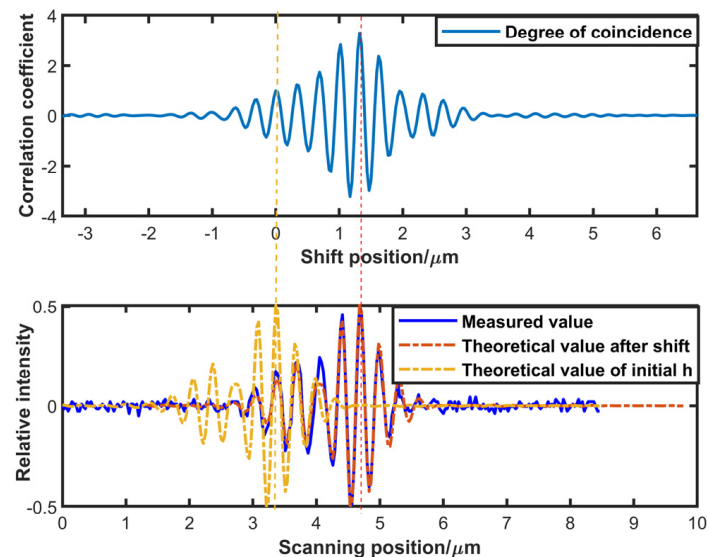 Degree of coincidence
Correlation coefficient
4
2
0
-2
-4
-3 -2 -1 0 1 2 3 4 5 6
Shift position/μm
Measured value
Theoretical value after shift
Theoretical value of initial h
Relative intensity
0.5
0
-0.5
0 1 2 3 4 5 6 7 8 9 10
Scanning position/μm